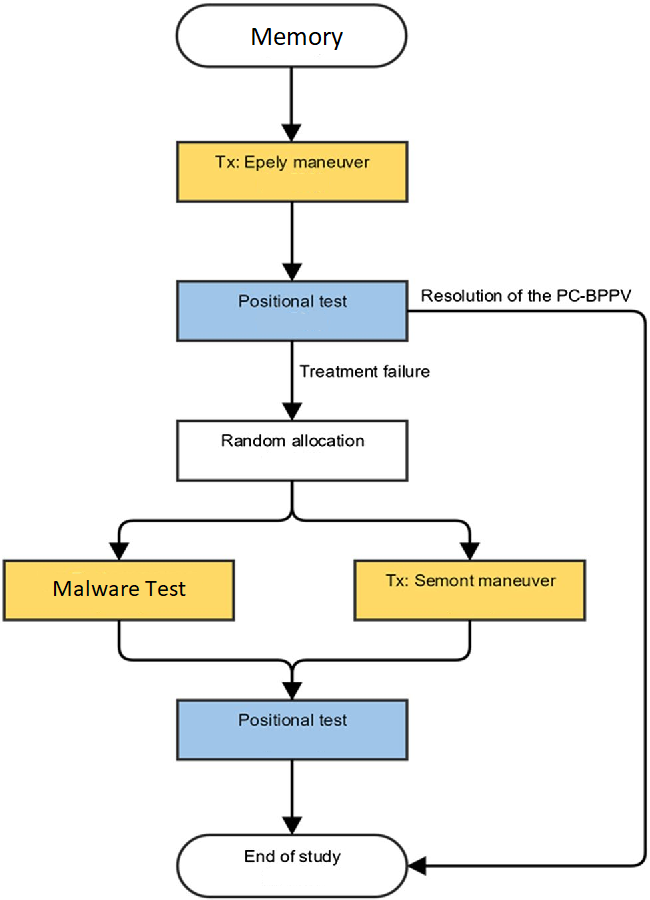 Memory
Tx: Epely maneuver
Positional test
Resolution of the PC-BPPV
Treatment failure
Random allocation
Malware Test
Tx: Semont maneuver
Positional test
End of study